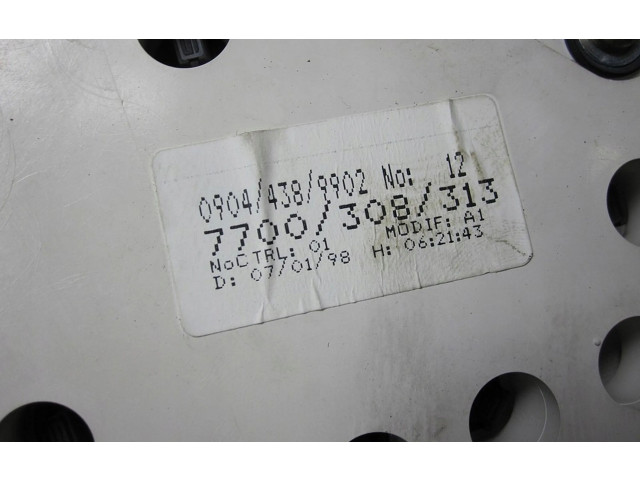 0904/438/9902 No: 12
7700/308/313
NoCTRL: 01 MODIF: A1
D: 07/01/98 H: 06:21:43